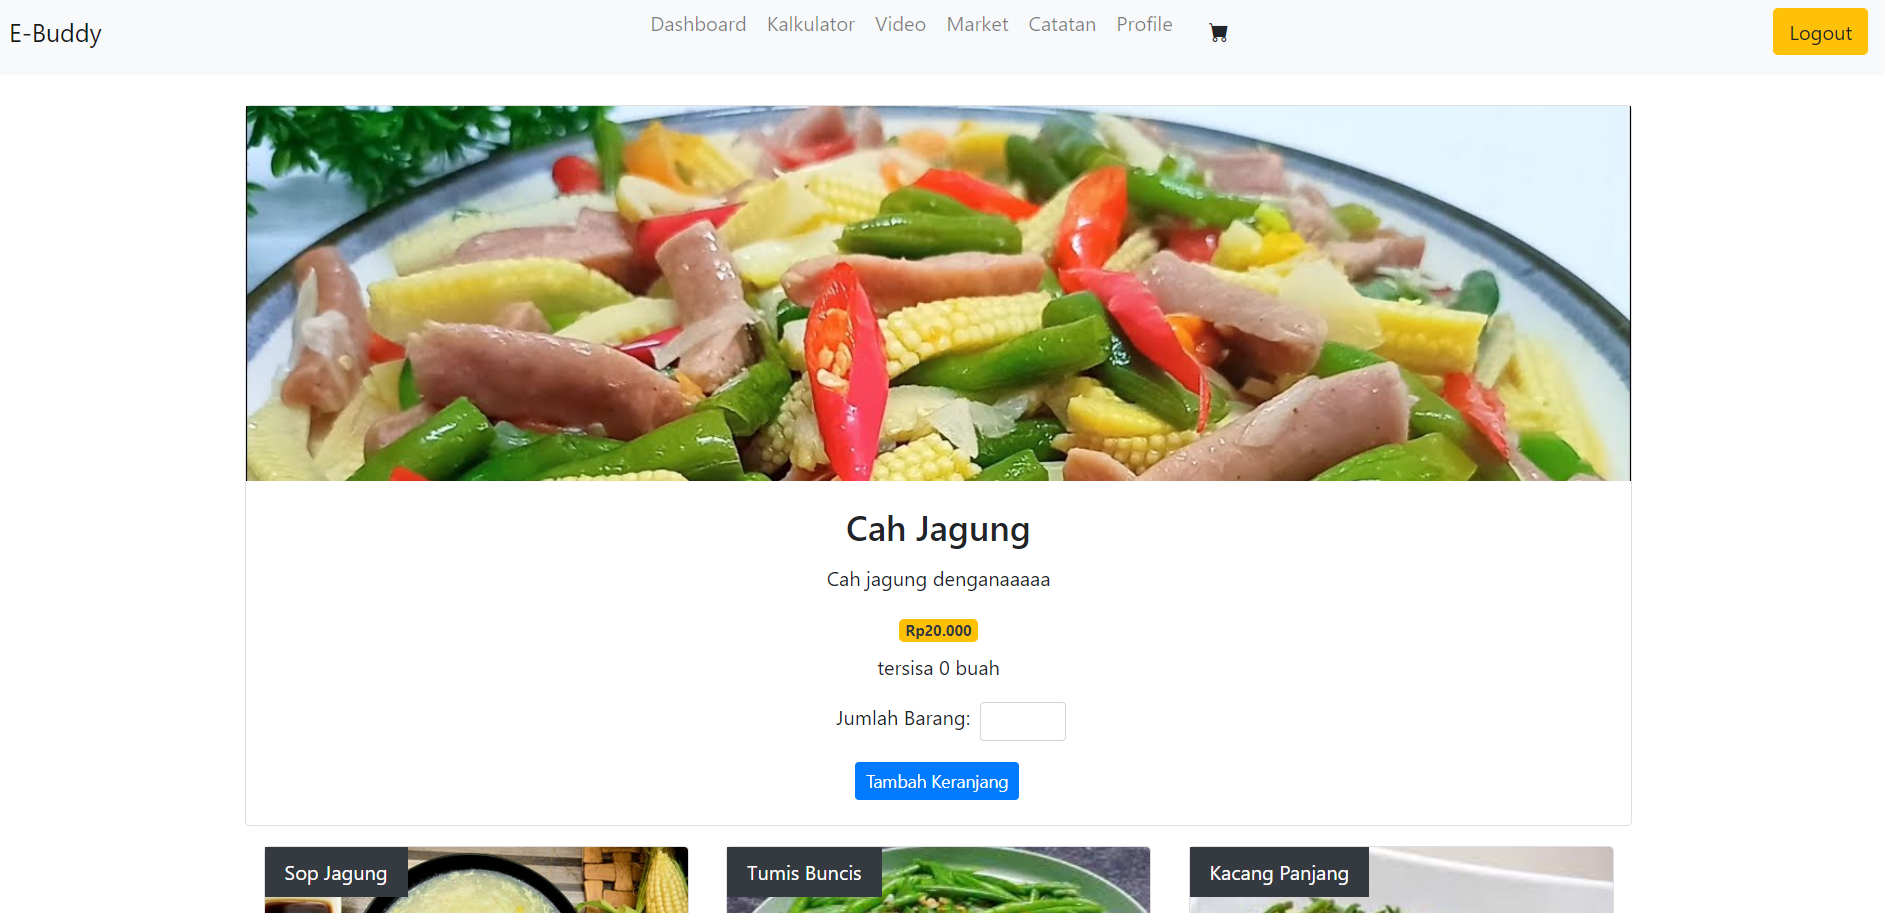 E-Buddy
Dashboard Kalkulator Video Market Catatan Profile
Logout
Cah Jagung
Cah jagung denganaaaaa
Rp20.000
tersisa 0 buah
Jumlah Barang:
Tambah Keranjang
Sop Jagung
Tumis Buncis
Kacang Panjang